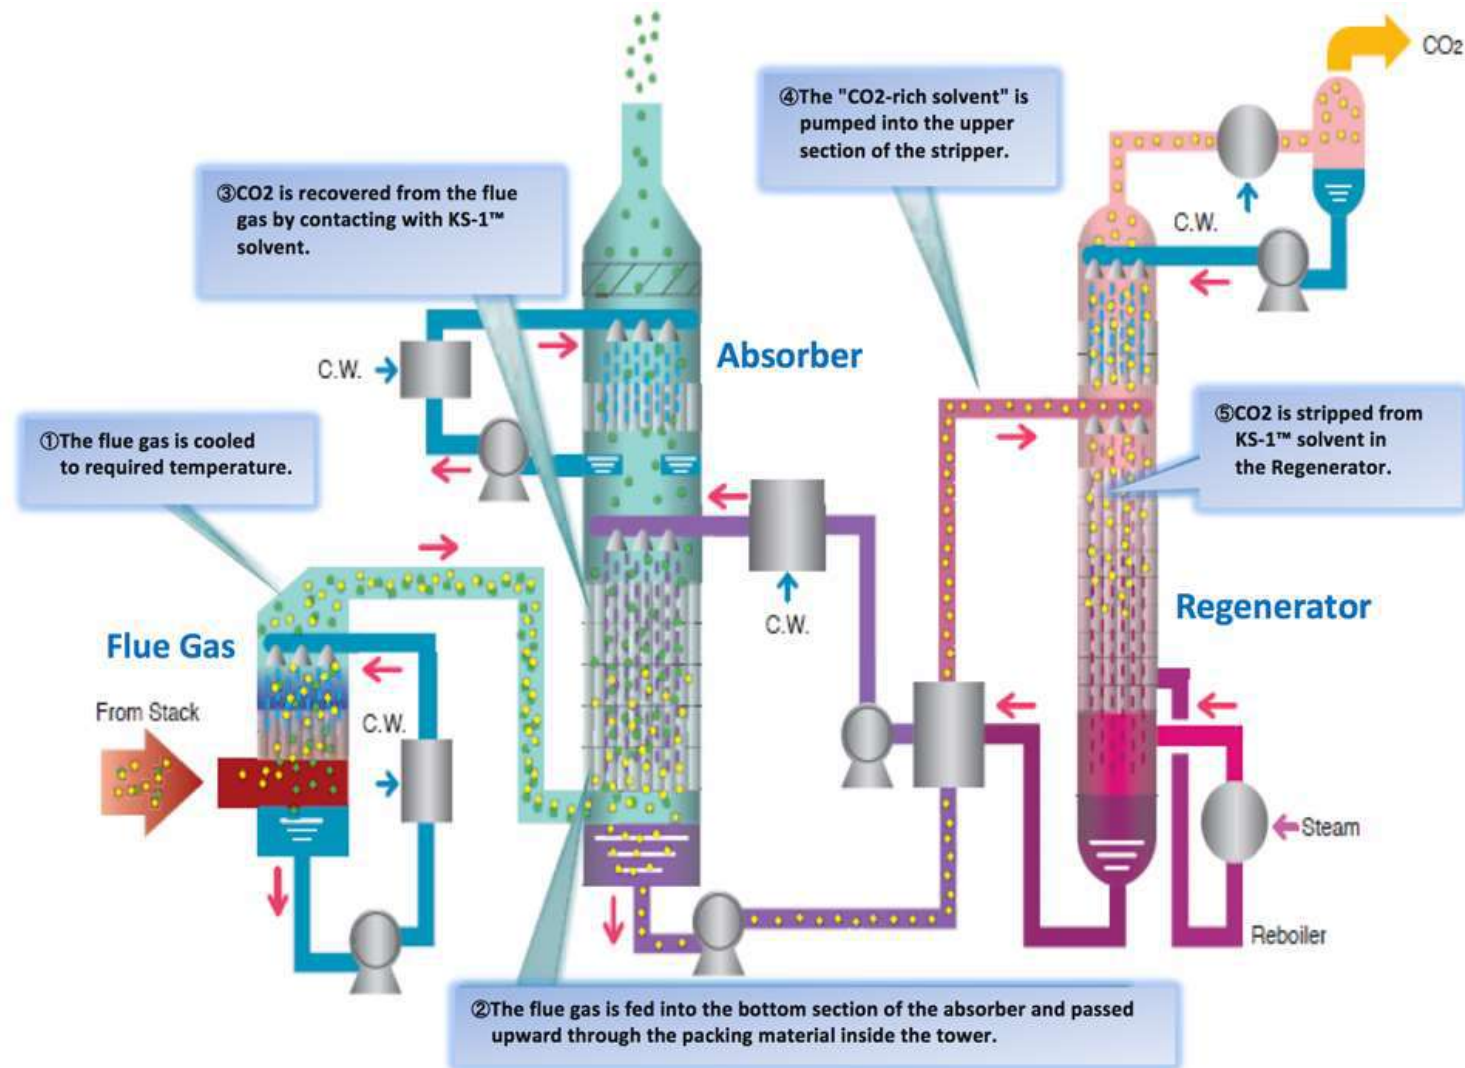 CO2
④The "CO2-rich solvent" is
pumped into the upper
section of the stripper.
③CO2 is recovered from the flue
gas by contacting with KS-1™
solvent.
C.W.
Absorber
C.W.
①The flue gas is cooled
to required temperature.
⑤CO2 is stripped from
KS-1™ solvent in
the Regenerator.
Flue Gas
C.W.
Regenerator
From Stack
C.W.
Steam
Reboiler
②The flue gas is fed into the bottom section of the absorber and passed
upward through the packing material inside the tower.